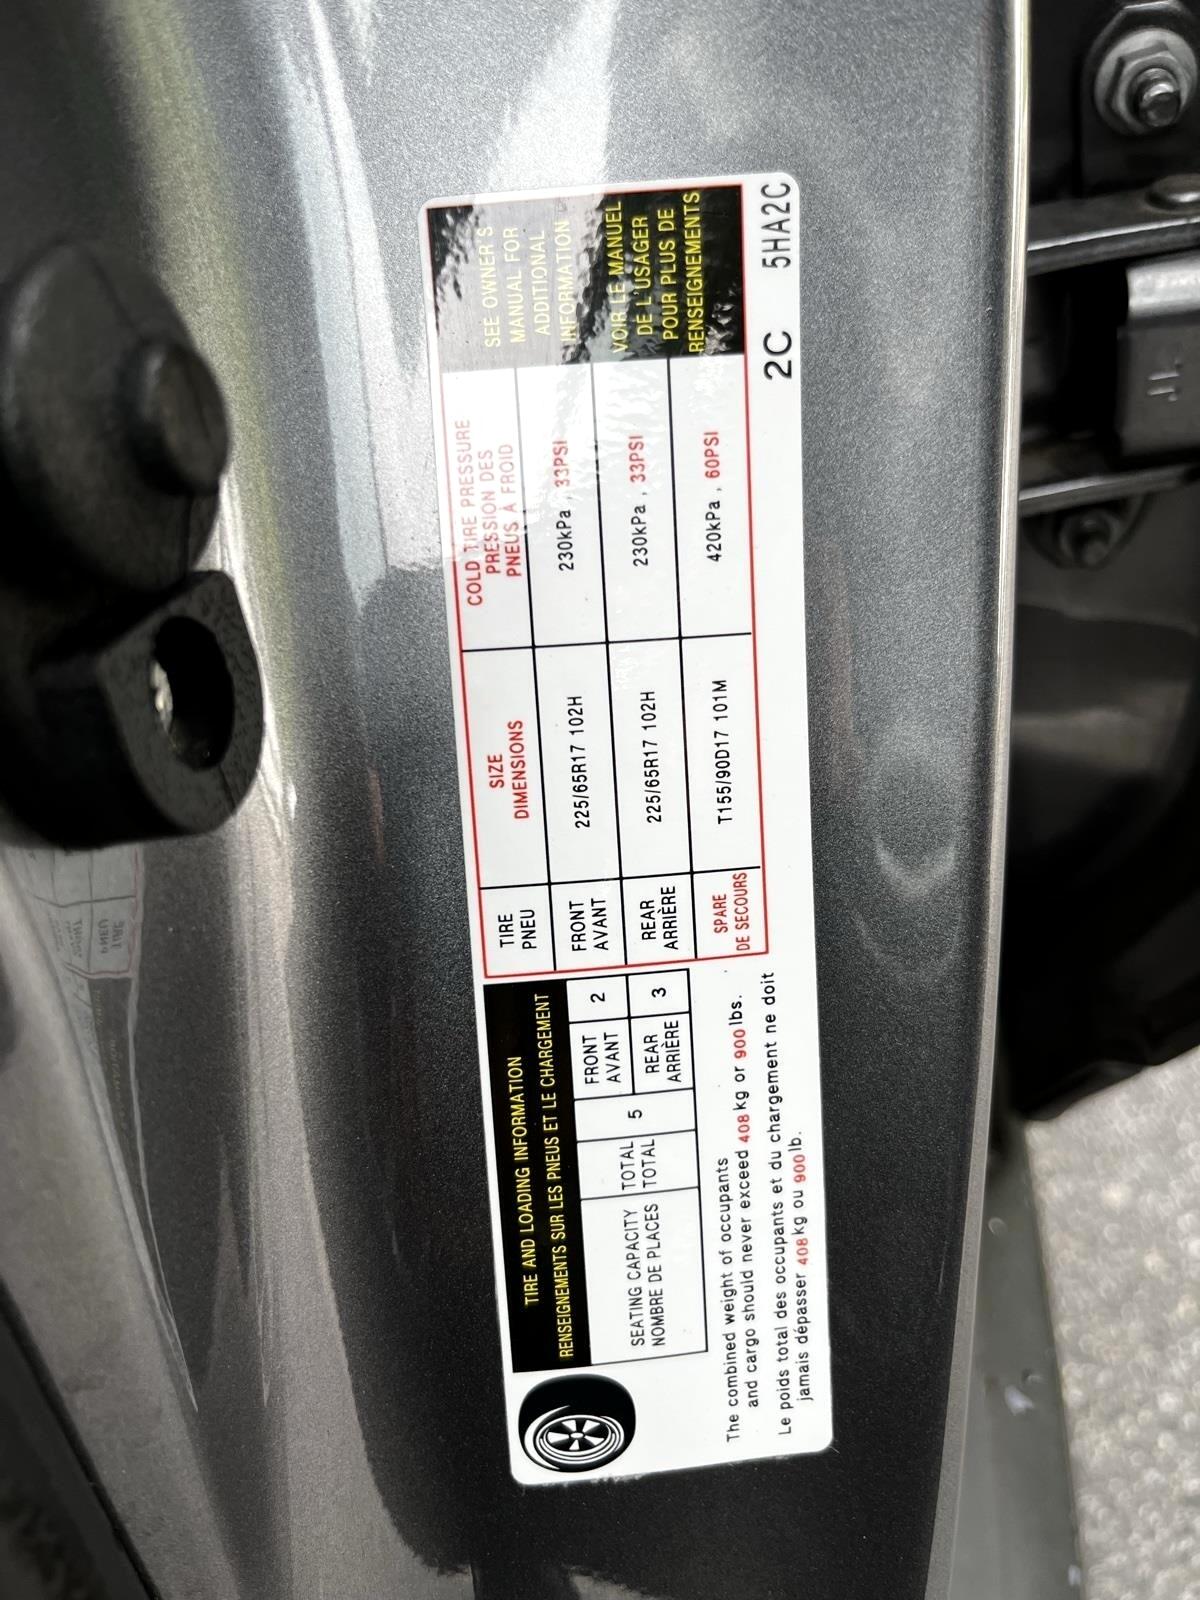 TIRE AND LOADING INFORMATION
RENSEIGNEMENTS SUR LES PNEUS ET LE CHARGEMENT
SEATING CAPACITY
NOMBRE DE PLACES
TOTAL
TOTAL
5
FRONT
AVANT
2
REAR
ARRIÈRE
3
The combined weight of occupants
and cargo should never exceed 408 kg or 900 lbs.
Le poids total des occupants et du chargement ne doit
jamais dépasser 408 kg ou 900 lb.
TIRE
PNEU
SIZE
DIMENSIONS
COLD TIRE PRESSURE
PRESSION DES
PNEUS À FROID
FRONT
AVANT
225/65R17 102H
230kPa , 33PSI
REAR
ARRIÈRE
225/65R17 102H
230kPa , 33PSI
SPARE
DE SECOURS
T155/90D17 101M
420kPa , 60PSI
SEE OWNER'S
MANUAL FOR
ADDITIONAL
INFORMATION
VOIR LE MANUEL
DE L'USAGER
POUR PLUS DE
RENSEIGNEMENTS
2C 5HA2C